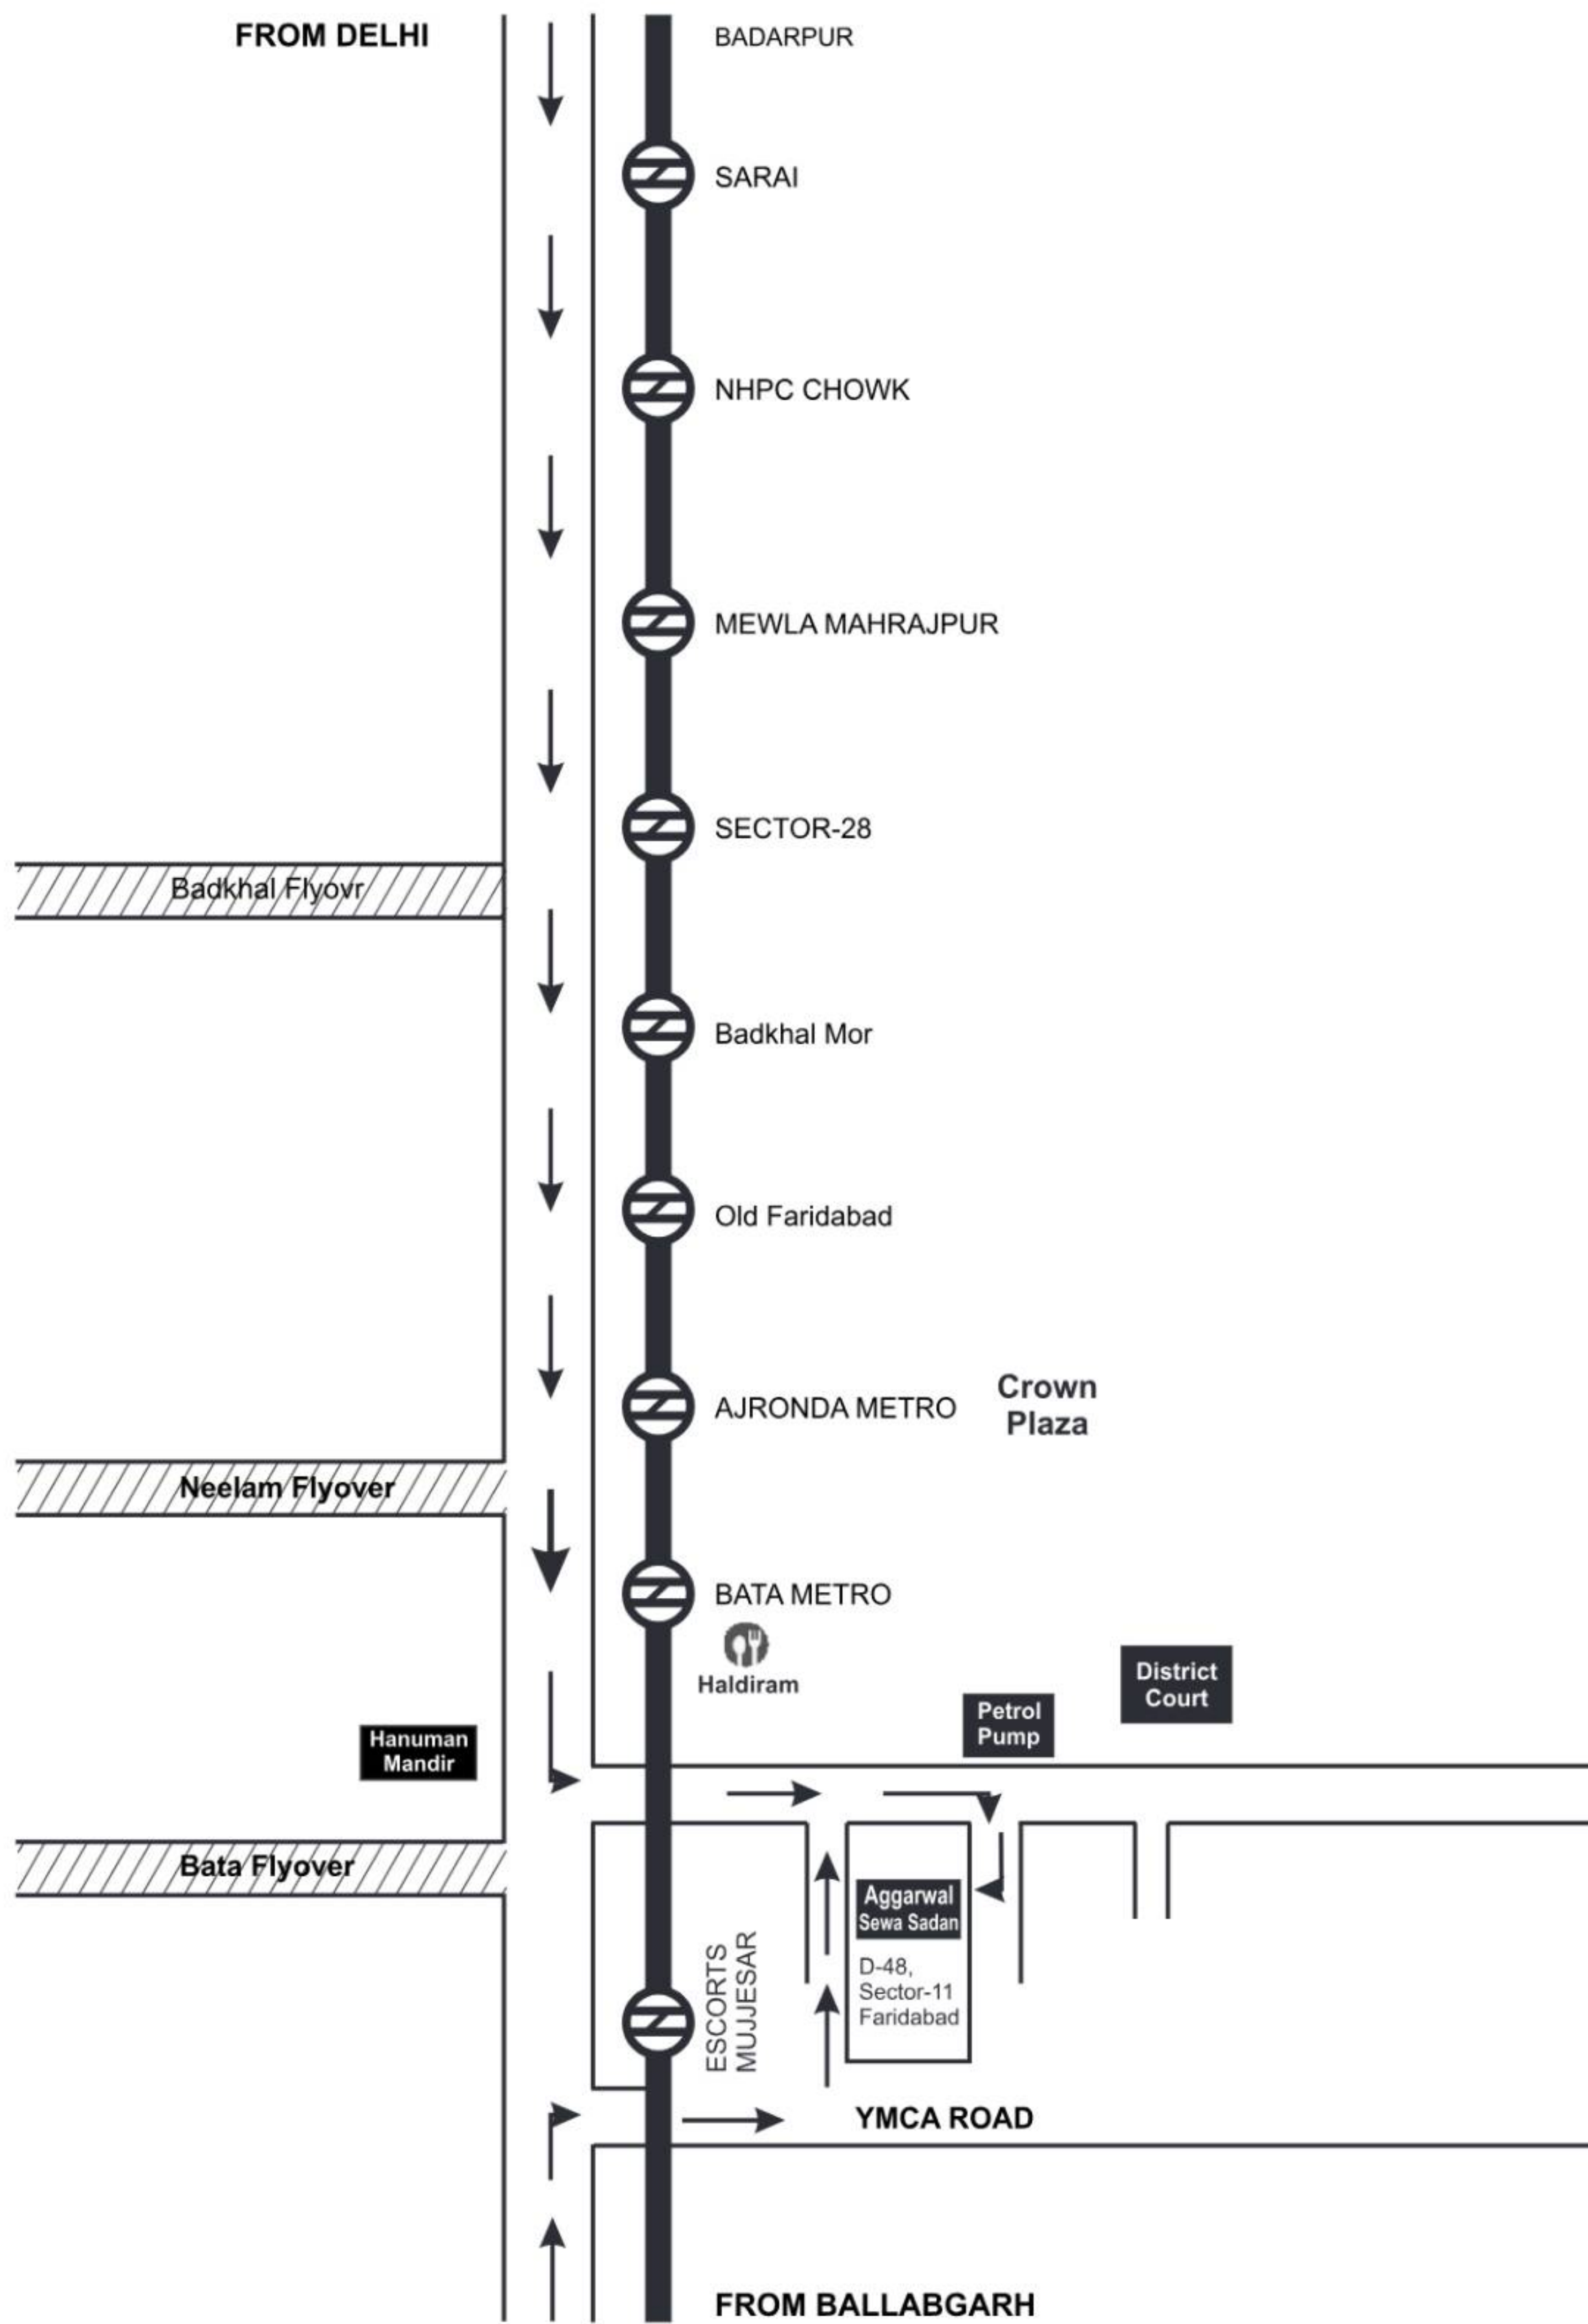 FROM DELHI
BADARPUR
SARAI
NHPC CHOWK
MEWLA MAHRAJPUR
SECTOR-28
Badkhal Flyovr
Badkhal Mor
Old Faridabad
Crown
Plaza
AJRONDA METRO
Neelam Flyover
BATA METRO
Haldiram
District
Court
Petrol
Pump
Hanuman
Mandir
Bata Flyover
Aggarwal
Sewa Sadan
D-48,
Sector-11
Faridabad
ESCORTS
MUJJESAR
YMCA ROAD
FROM BALLABGARH